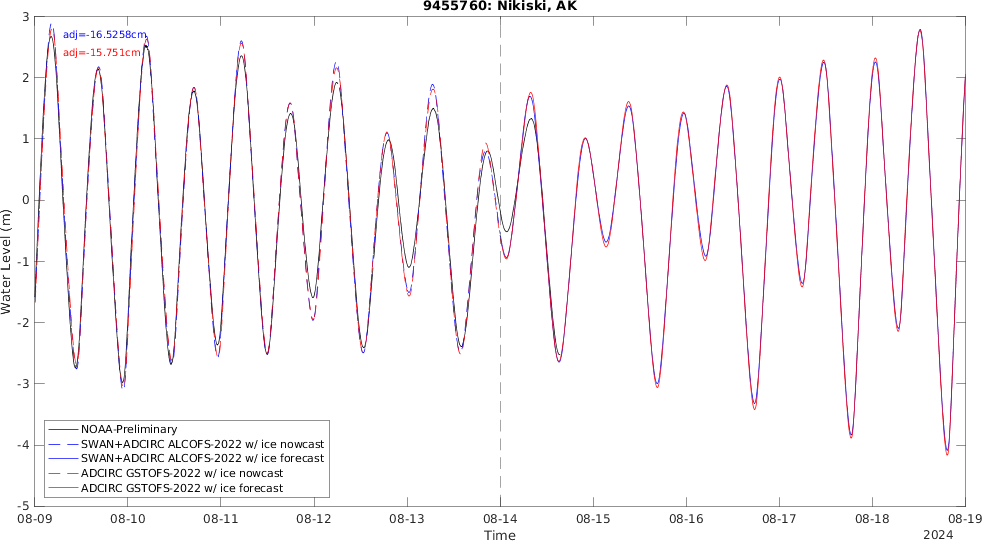 9455760: Nikiski, AK
adj=-16.5258cm
adj=-15.751cm
Water Level (m)
3
2
1
0
-1
-2
-3
-4
-5
NOAA-Preliminary
SWAN+ADCIRC ALCOFS-2022 w/ ice nowcast
SWAN+ADCIRC ALCOFS-2022 w/ ice forecast
ADCIRC GSTOFS-2022 w/ ice nowcast
ADCIRC GSTOFS-2022 w/ ice forecast
08-09 08-10 08-11 08-12 08-13 08-14 08-15 08-16 08-17 08-18 08-19
Time
2024